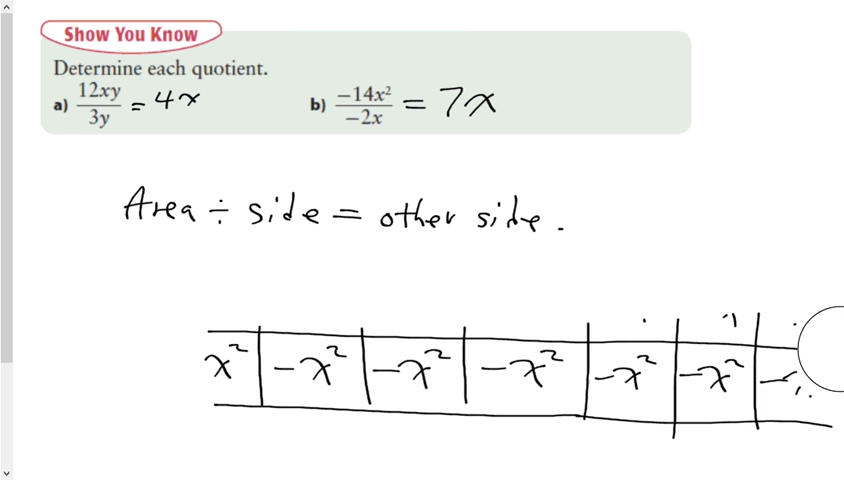 Show You Know
Determine each quotient.
a) 12xy/3y = 4x b) -14x²/-2x = 7x
Area ÷ side = other side.
x² | -x² | -x² | -x² | -x² | -x² | -